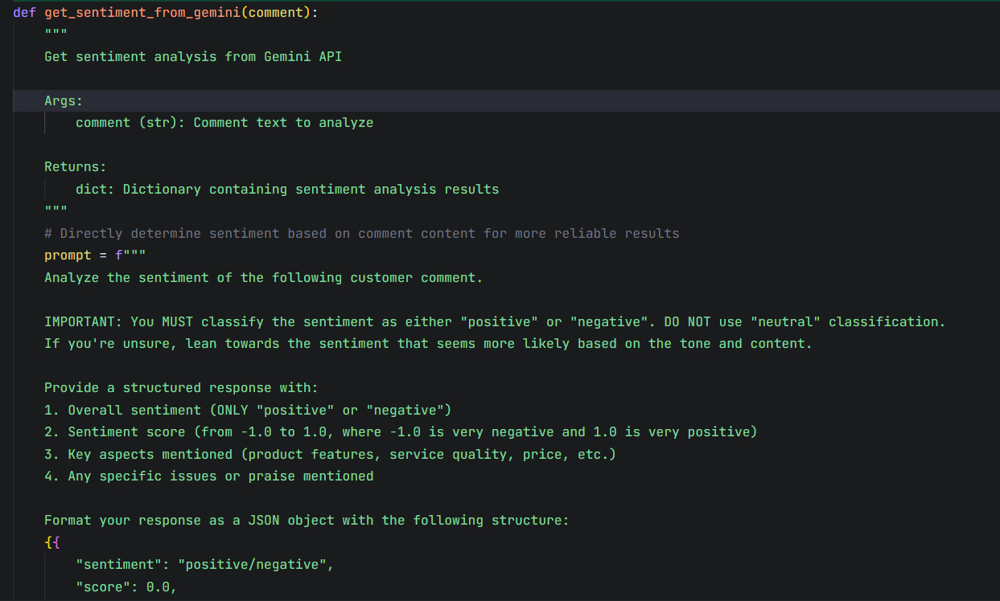 def get_sentiment_from_gemini(comment):
"""
Get sentiment analysis from Gemini API
Args:
comment (str): Comment text to analyze
Returns:
dict: Dictionary containing sentiment analysis results
"""
# Directly determine sentiment based on comment content for more reliable results
prompt = f"""
Analyze the sentiment of the following customer comment.
IMPORTANT: You MUST classify the sentiment as either "positive" or "negative". DO NOT use "neutral" classification.
If you're unsure, lean towards the sentiment that seems more likely based on the tone and content.
Provide a structured response with:
1. Overall sentiment (ONLY "positive" or "negative")
2. Sentiment score (from -1.0 to 1.0, where -1.0 is very negative and 1.0 is very positive)
3. Key aspects mentioned (product features, service quality, price, etc.)
4. Any specific issues or praise mentioned
Format your response as a JSON object with the following structure:
{{
"sentiment": "positive/negative",
"score": 0.0,